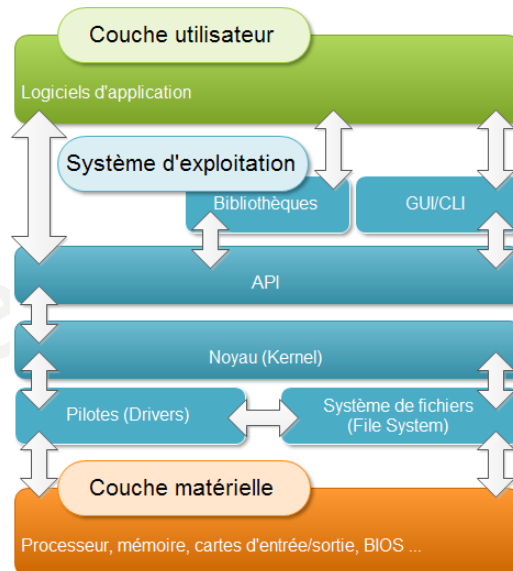 Couche utilisateur
Logiciels d'application
Système d'exploitation
Bibliothèques
GUI/CLI
API
Noyau (Kernel)
Pilotes (Drivers)
Système de fichiers
(File System)
Couche matérielle
Processeur, mémoire, cartes d'entrée/sortie, BIOS ...